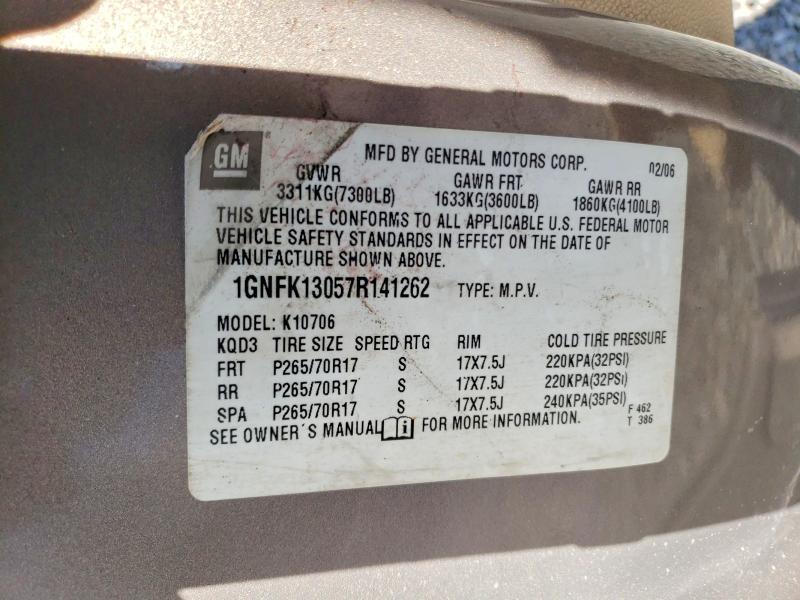 GM
MFD BY GENERAL MOTORS CORP. 02/06
GVWR GAWR FRT GAWR RR
3311KG(7300LB) 1633KG(3600LB) 1860KG(4100LB)
THIS VEHICLE CONFORMS TO ALL APPLICABLE U.S. FEDERAL MOTOR
VEHICLE SAFETY STANDARDS IN EFFECT ON THE DATE OF
MANUFACTURE SHOWN ABOVE.
1GNFK13057R141262 TYPE: M.P.V.
MODEL: K10706
KQD3 TIRE SIZE SPEED RTG RIM COLD TIRE PRESSURE
FRT P265/70R17 S 17X7.5J 220KPA(32PSI)
RR P265/70R17 S 17X7.5J 220KPA(32PSI)
SPA P265/70R17 S 17X7.5J 240KPA(35PSI)
F 462
SEE OWNER'S MANUAL i FOR MORE INFORMATION. T 386